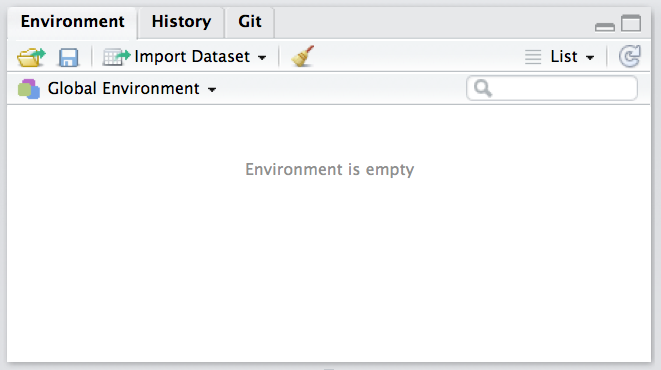 Environment History Git
Import Dataset List
Global Environment
Environment is empty